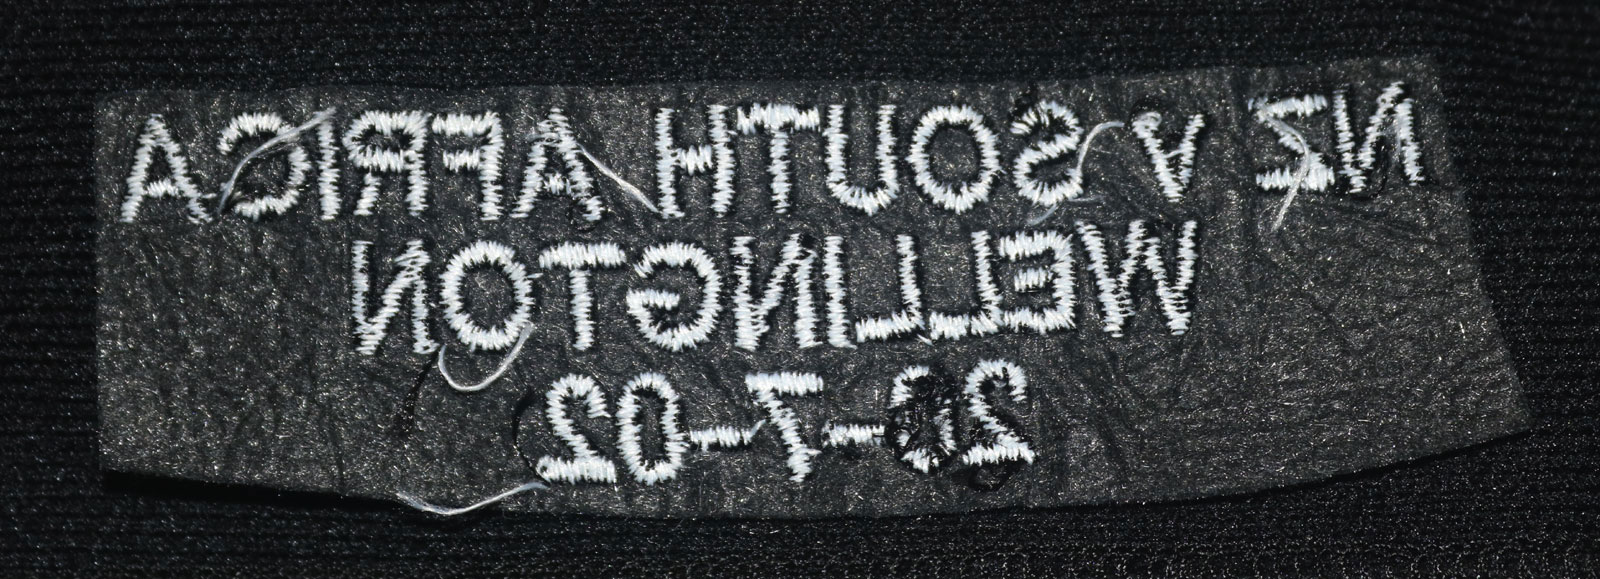 NZ V SOUTH AFRICA
WELLINGTON
20-7-02